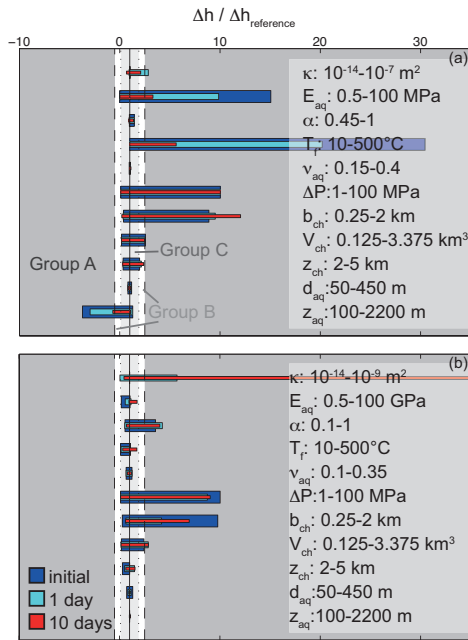 Δh / Δh_reference
−10 0 10 20 30
(a)
κ: 10⁻¹⁴-10⁻⁷ m²
E_aq: 0.5-100 MPa
α: 0.45-1
T_f: 10-500°C
ν_aq: 0.15-0.4
ΔP:1-100 MPa
b_ch: 0.25-2 km
V_ch: 0.125-3.375 km³
z_ch: 2-5 km
d_aq:50-450 m
z_aq:100-2200 m
Group A
Group C
Group B
(b)
κ: 10⁻¹⁴-10⁻⁹ m²
E_aq: 0.5-100 GPa
α: 0.1-1
T_f: 10-500°C
ν_aq: 0.1-0.35
ΔP:1-100 MPa
b_ch: 0.25-2 km
V_ch: 0.125-3.375 km³
z_ch: 2-5 km
d_aq: 50-450 m
z_aq: 100-2200 m
initial
1 day
10 days